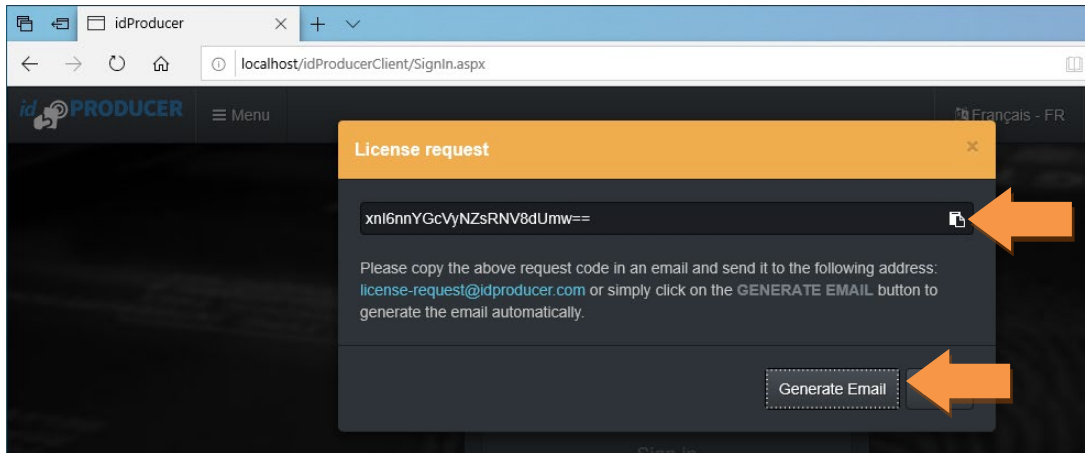 idProducer
localhost/idProducerClient/SignIn.aspx
id PRODUCER
Menu
Français - FR
License request
xnI6nnYGcVyNZsRNV8dUmw==
Please copy the above request code in an email and send it to the following address:
license-request@idproducer.com or simply click on the GENERATE EMAIL button to
generate the email automatically.
Generate Email
Sign in